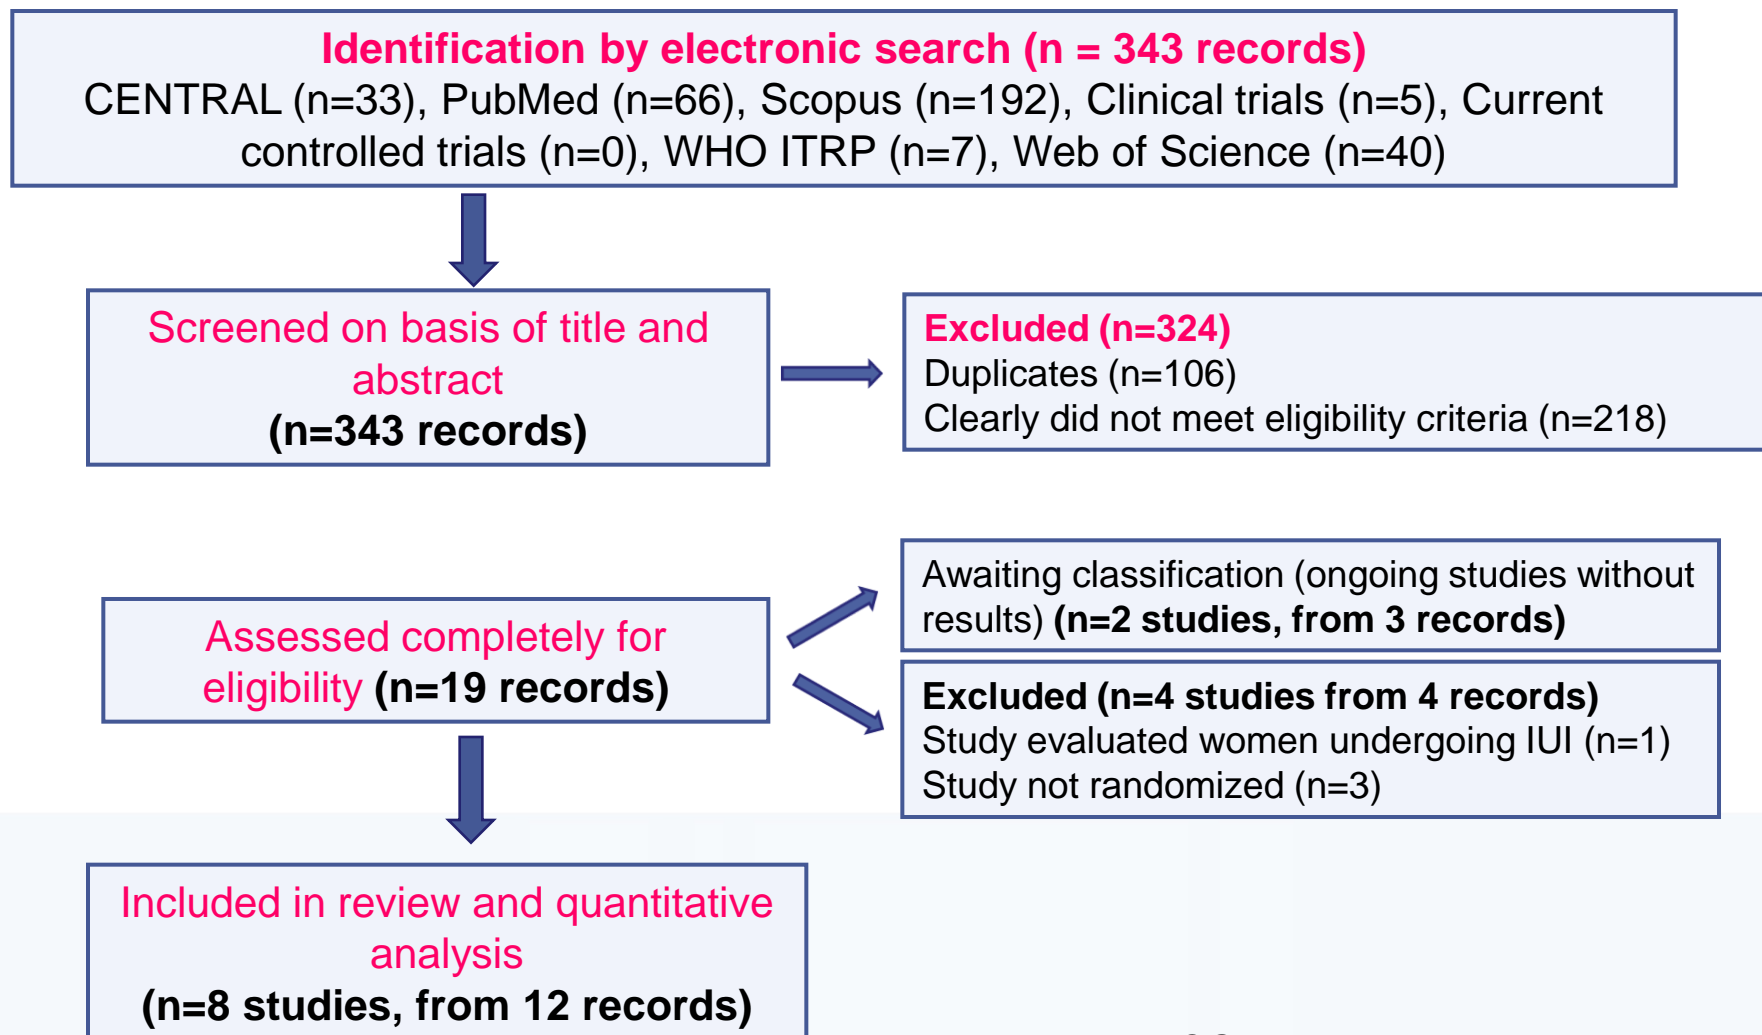 Identification by electronic search (n = 343 records)
CENTRAL (n=33), PubMed (n=66), Scopus (n=192), Clinical trials (n=5), Current
controlled trials (n=0), WHO ITRP (n=7), Web of Science (n=40)
Screened on basis of title and
abstract
(n=343 records)
Excluded (n=324)
Duplicates (n=106)
Clearly did not meet eligibility criteria (n=218)
Assessed completely for
eligibility (n=19 records)
Awaiting classification (ongoing studies without
results) (n=2 studies, from 3 records)
Excluded (n=4 studies from 4 records)
Study evaluated women undergoing IUI (n=1)
Study not randomized (n=3)
Included in review and quantitative
analysis
(n=8 studies, from 12 records)